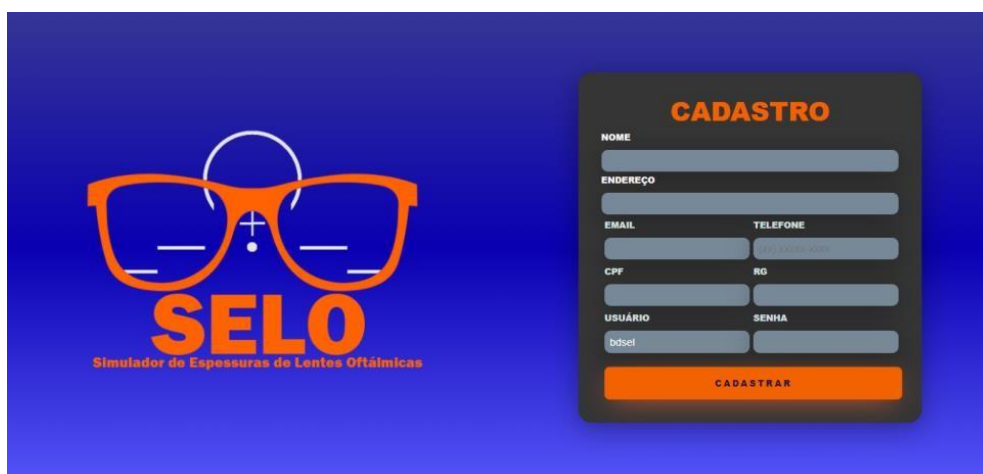 CADASTRO
NOME
ENDEREÇO
EMAIL TELEFONE
CPF RG
USUÁRIO SENHA
bdsel
CADASTRAR
SELO
Simulador de Espessuras de Lentes Oftálmicas